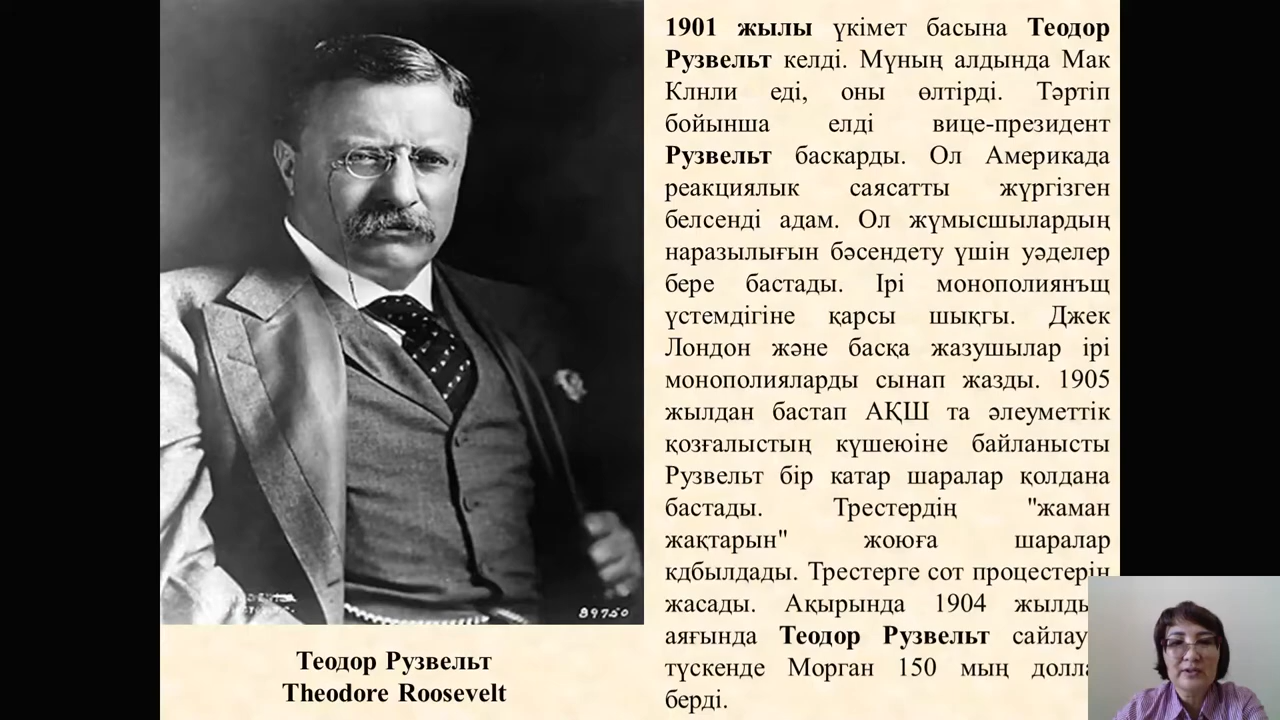 1901 жылы үкімет басына Теодор
Рузвельт келді. Мұның алдында Мак
Клнли еді, оны өлтірді. Тәртіп
бойынша елді вице-президент
Рузвельт баскарды. Ол Америкада
реакциялык саясатты жүргізген
белсенді адам. Ол жүмысшылардың
наразылығын бәсендету үшін уәделер
бере бастады. Ірі монополиянъщ
үстемдігіне қарсы шықгы. Джек
Лондон және басқа жазушылар ірі
монополияларды сынап жазды. 1905
жылдан бастап АҚШ та әлеуметтік
қозғалыстың күшеюіне байланысты
Рузвельт бір катар шаралар қолдана
бастады. Трестердің "жаман
жақтарын" жоюға шаралар
кдбылдады. Трестерге сот процестерін
жасады. Ақырында 1904 жылдың
аяғында Теодор Рузвельт
түскенде Морган 150 мың
берді.
89750
Теодор Рузвельт
Theodore Roosevelt